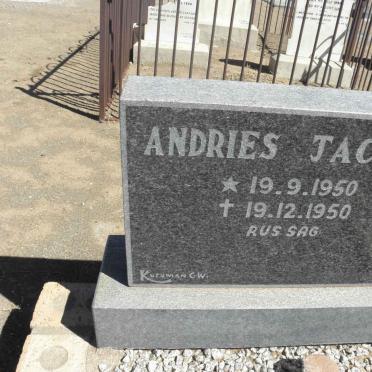 ANDRIES JAC
★ 19.9.1950
✝ 19.12.1950
RUS SAG
KURUMAN G.W.